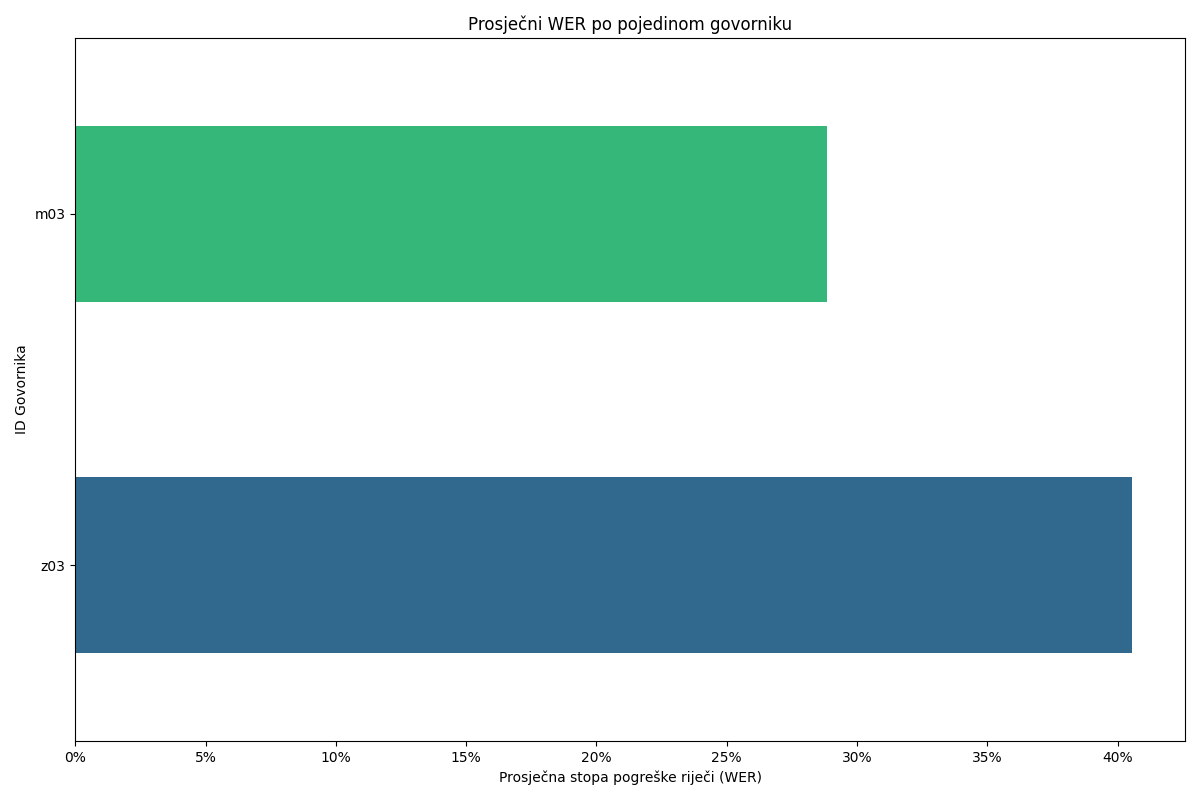 Prosječni WER po pojedinom govorniku
ID Govornika
m03
z03
0% 5% 10% 15% 20% 25% 30% 35% 40%
Prosječna stopa pogreške riječi (WER)